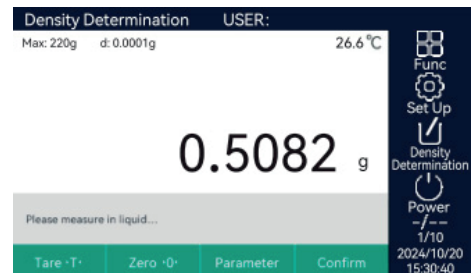 Density Determination USER:
Max: 220g d: 0.0001g 26.6℃
0.5082 g
Please measure in liquid...
Tare ·T· Zero ·0· Parameter Confirm
Func
Set Up
Density
Determination
Power
-/--
1/10
2024/10/20
15:30:40